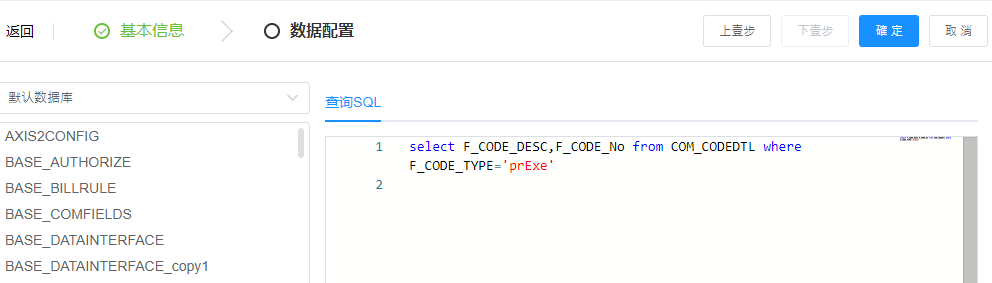 返回
基本信息
数据配置
上壹步
下壹步
確 定
取 消
默认数据库
AXIS2CONFIG
BASE_AUTHORIZE
BASE_BILLRULE
BASE_COMFIELDS
BASE_DATAINTERFACE
BASE_DATAINTERFACE_copy1
查询SQL
1 select F_CODE_DESC,F_CODE_No from COM_CODEDTL where
F_CODE_TYPE='prExe'
2